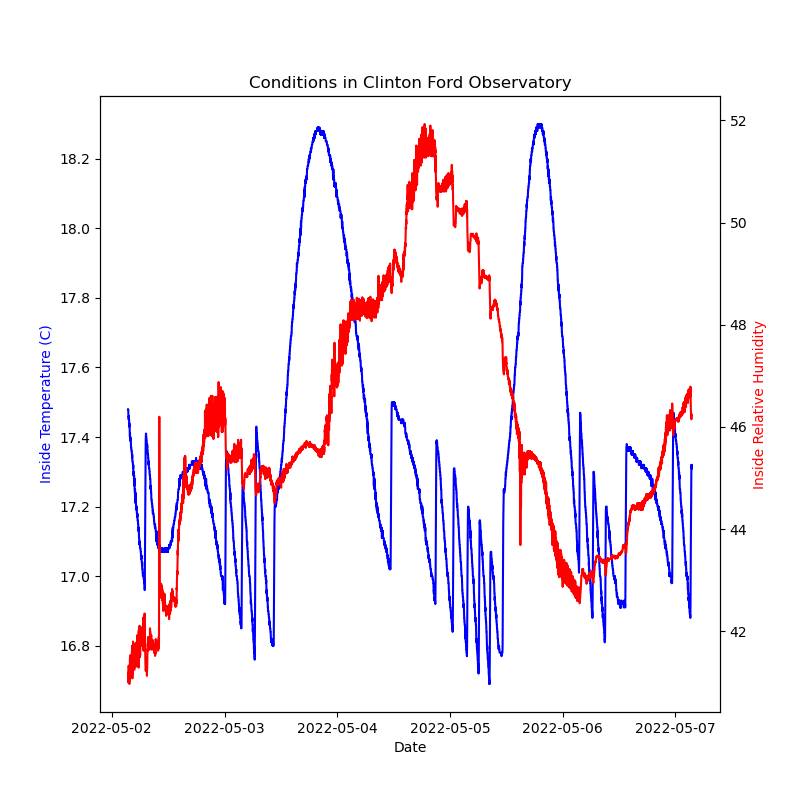 Conditions in Clinton Ford Observatory
Inside Temperature (C)
18.2
18.0
17.8
17.6
17.4
17.2
17.0
16.8
52
50
48
46
44
42
Inside Relative Humidity
2022-05-02 2022-05-03 2022-05-04 2022-05-05 2022-05-06 2022-05-07
Date